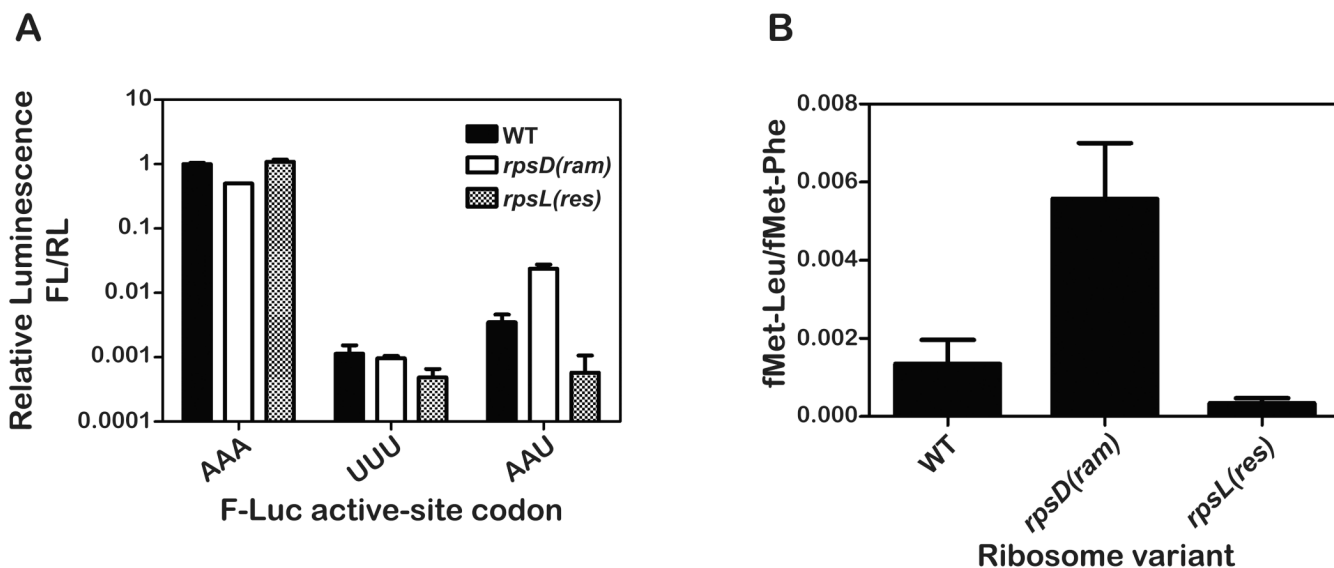 A
Relative Luminescence
FL/RL
10
1
0.1
0.01
0.001
0.0001
WT
rpsD(ram)
rpsL(res)
AAA
UUU
AAU
F-Luc active-site codon
B
fMet-Leu/fMet-Phe
0.008
0.006
0.004
0.002
0.000
WT
rpsD(ram)
rpsL(res)
Ribosome variant